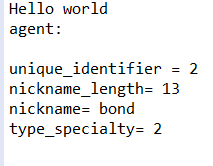 Hello world
agent:
unique_identifier = 2
nickname_length= 13
nickname= bond
type_specialty= 2